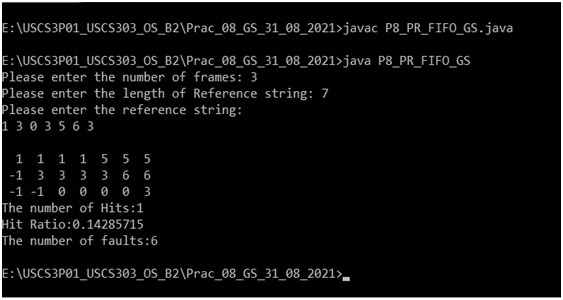 E:\USCS3P01_USCS303_OS_B2\Prac_08_GS_31_08_2021>javac P8_PR_FIFO_GS.java
E:\USCS3P01_USCS303_OS_B2\Prac_08_GS_31_08_2021>java P8_PR_FIFO_GS
Please enter the number of frames: 3
Please enter the length of Reference string: 7
Please enter the reference string:
1 3 0 3 5 6 3
1 1 1 1 5 5 5
-1 3 3 3 3 6 6
-1 -1 0 0 0 0 3
The number of Hits:1
Hit Ratio:0.14285715
The number of faults:6
E:\USCS3P01_USCS303_OS_B2\Prac_08_GS_31_08_2021>